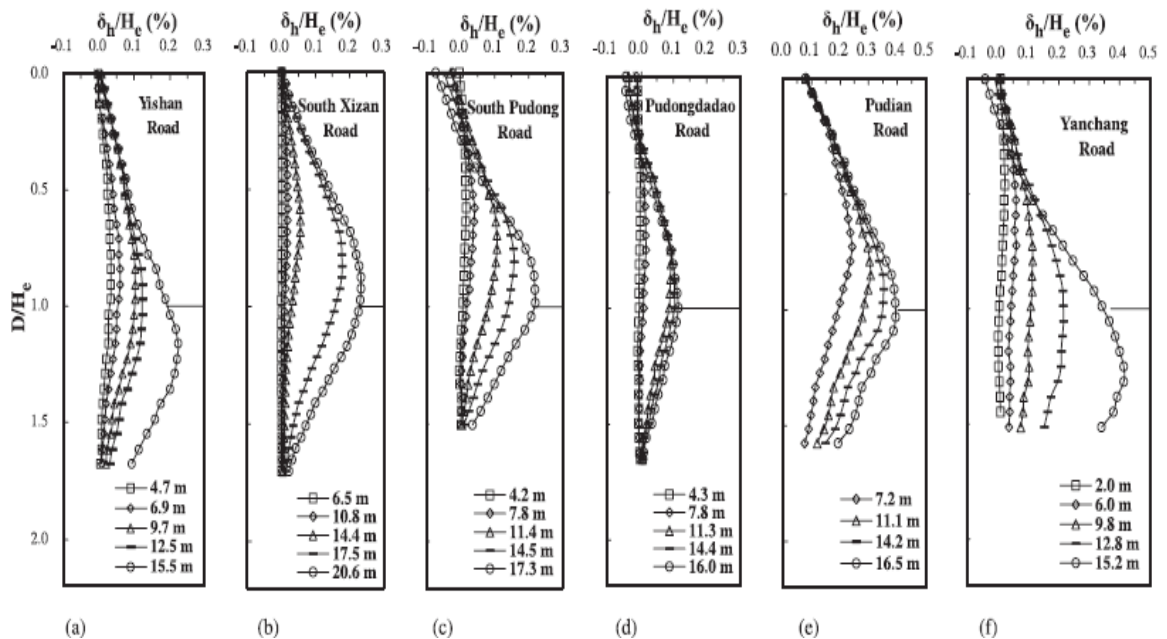 δh/He (%)
-0.1 0.0 0.1 0.2 0.3
δh/He (%)
-0.1 0.0 0.1 0.2 0.3
δh/He (%)
-0.1 0.0 0.1 0.2 0.3
δh/He (%)
-0.1 0.0 0.1 0.2 0.3
δh/He (%)
0.0 0.1 0.2 0.3 0.4 0.5
δh/He (%)
-0.1 0.0 0.1 0.2 0.3 0.4 0.5
D/He
0.0
0.5
1.0
1.5
2.0
Yishan
Road
4.7 m
6.9 m
9.7 m
12.5 m
15.5 m
(a)
South Xizan
Road
6.5 m
10.8 m
14.4 m
17.5 m
20.6 m
(b)
South Pudong
Road
4.2 m
7.8 m
11.4 m
14.5 m
17.3 m
(c)
Pudongdadao
Road
4.3 m
7.8 m
11.3 m
14.4 m
16.0 m
(d)
Pudian
Road
7.2 m
11.1 m
14.2 m
16.5 m
(e)
Yanchang
Road
2.0 m
6.0 m
9.8 m
12.8 m
15.2 m
(f)